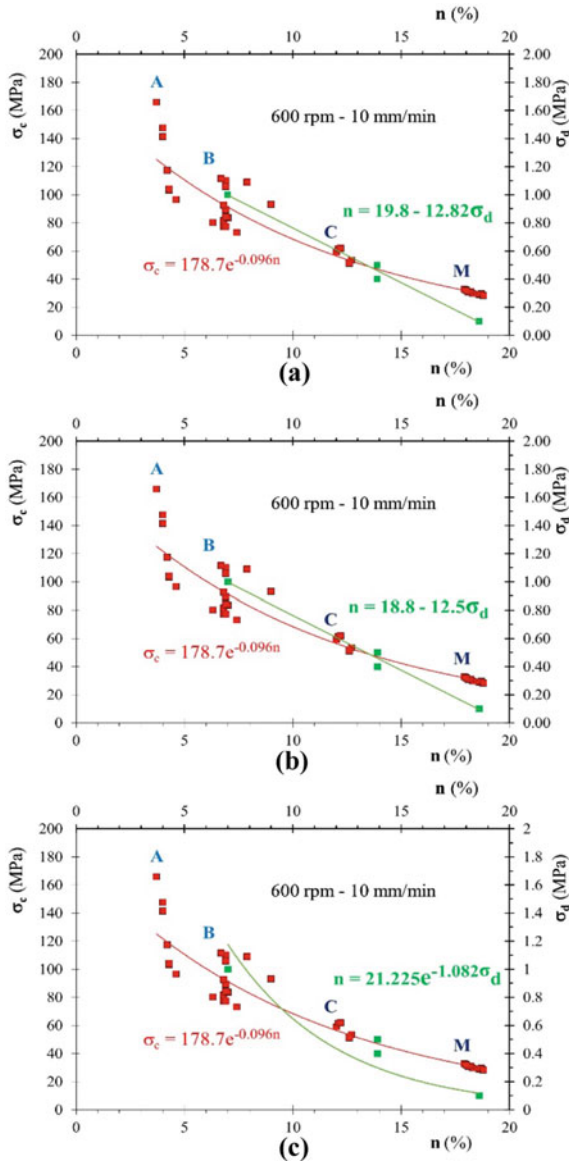 n (%)
0 5 10 15 20
σc (MPa)
200 2.00
180 1.80
160 1.60
140 1.40
120 1.20
100 1.00
80 0.80
60 0.60
40 0.40
20 0.20
0 0.00
σd (MPa)
A
600 rpm - 10 mm/min
B
n = 19.8 - 12.82σd
C
σc = 178.7e^-0.096n
M
0 5 10 15 20
n (%)
(a)
n (%)
0 5 10 15 20
σc (MPa)
200 2.00
180 1.80
160 1.60
140 1.40
120 1.20
100 1.00
80 0.80
60 0.60
40 0.40
20 0.20
0 0.00
σd (MPa)
A
600 rpm - 10 mm/min
B
n = 18.8 - 12.5σd
C
σc = 178.7e^-0.096n
M
0 5 10 15 20
n (%)
(b)
n (%)
0 5 10 15 20
σc (MPa)
200 2
180 1.8
160 1.6
140 1.4
120 1.2
100 1
80 0.8
60 0.6
40 0.4
20 0.2
0 0
σd (MPa)
A
600 rpm - 10 mm/min
B
n = 21.225e^-1.082σd
C
σc = 178.7e^-0.096n
M
0 5 10 15 20
n (%)
(c)